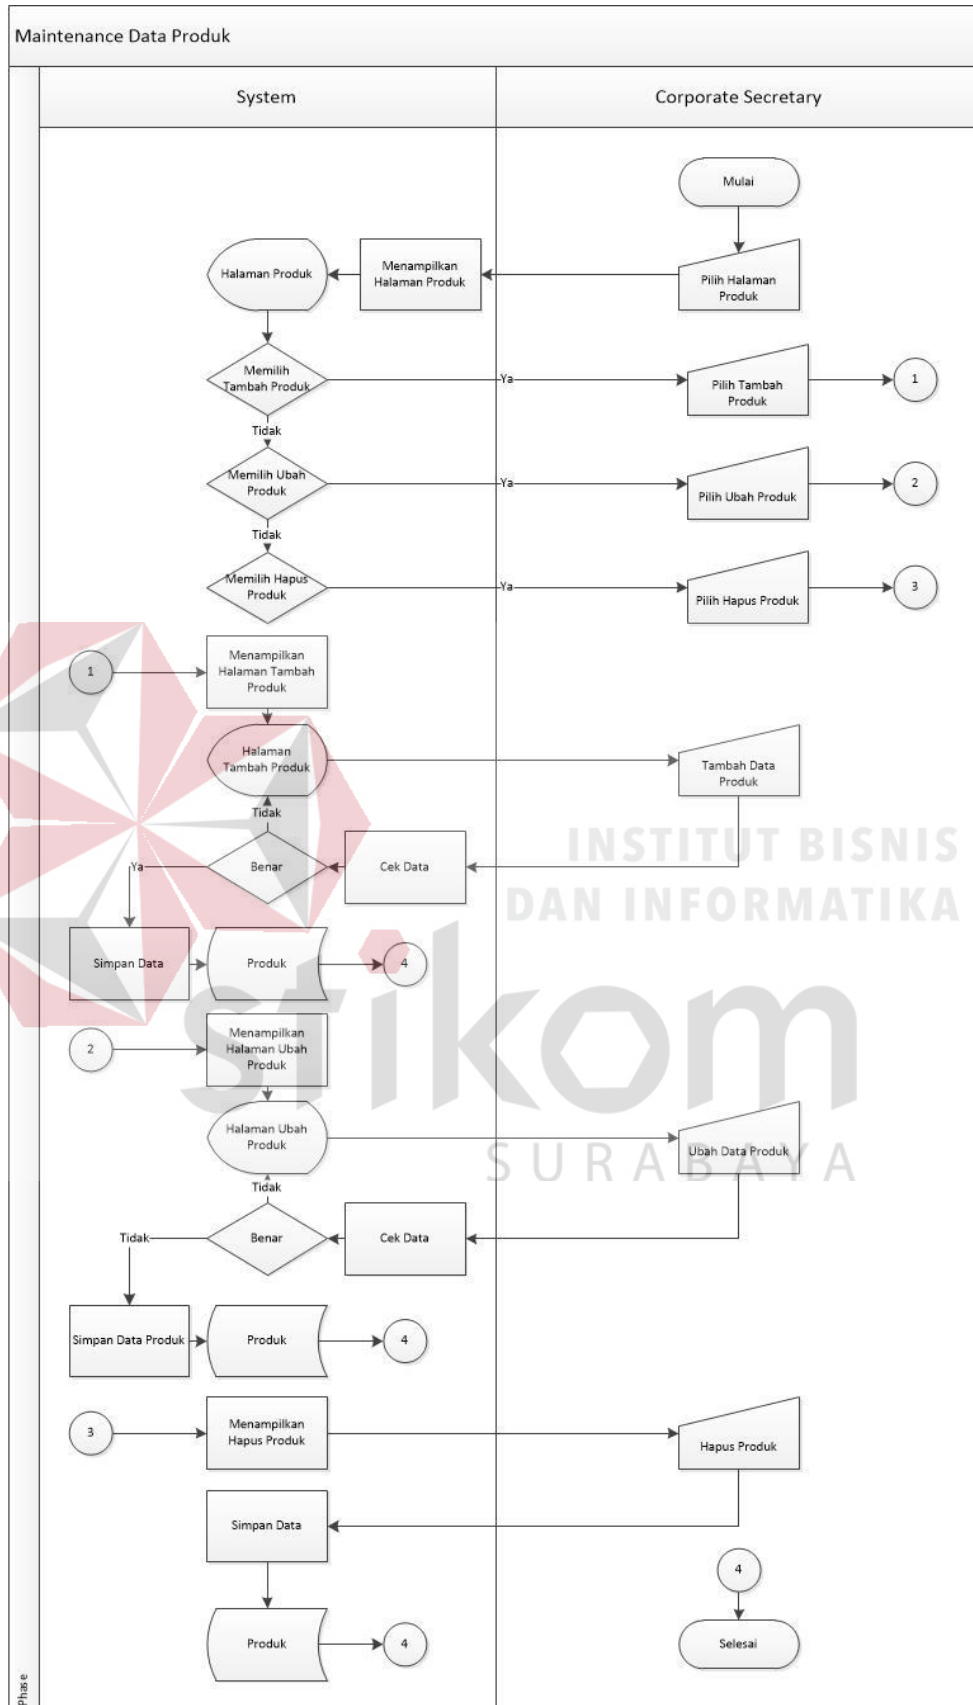 Maintenance Data Produk
System
Corporate Secretary
Mulai
Halaman Produk
Menampilkan
Halaman Produk
Pilih Halaman
Produk
Memilih
Tambah Produk
Ya
Pilih Tambah
Produk
1
Tidak
Memilih Ubah
Produk
Ya
Pilih Ubah Produk
2
Tidak
Memilih Hapus
Produk
Ya
Pilih Hapus Produk
3
1
Menampilkan
Halaman Tambah
Produk
Halaman
Tambah Produk
Tambah Data
Produk
Tidak
Ya
Benar
Cek Data
INSTITUT BISNIS
DAN INFORMATIKA
Simpan Data
Produk
4
stikom
SURABAYA
2
Menampilkan
Halaman Ubah
Produk
Halaman Ubah
Produk
Ubah Data Produk
Tidak
Tidak
Benar
Cek Data
Simpan Data Produk
Produk
4
3
Menampilkan
Hapus Produk
Hapus Produk
Simpan Data
4
Produk
4
Selesai
Phase